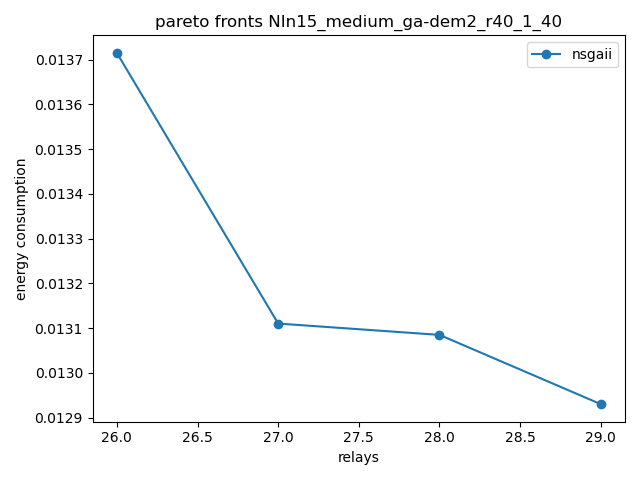 pareto fronts NIn15_medium_ga-dem2_r40_1_40
nsgaii
0.0137
0.0136
0.0135
0.0134
0.0133
0.0132
0.0131
0.0130
0.0129
energy consumption
26.0 26.5 27.0 27.5 28.0 28.5 29.0
relays